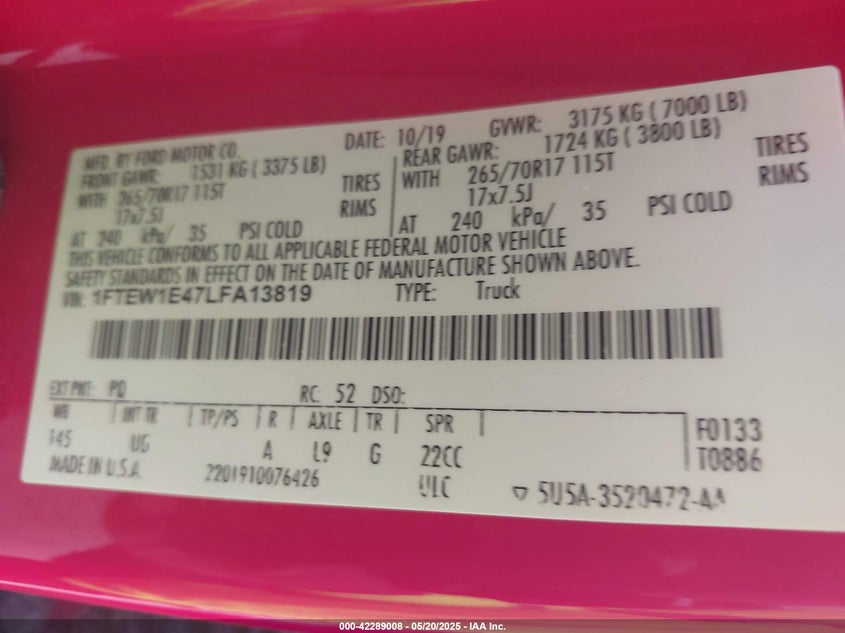 MFD. BY FORD MOTOR CO. DATE: 10/19 GVWR: 3175 KG ( 7000 LB)
FRONT GAWR: 1531 KG ( 3375 LB) REAR GAWR: 1724 KG ( 3800 LB)
WITH 265/70R17 115T TIRES WITH 265/70R17 115T TIRES
17x7.5J RIMS 17x7.5J RIMS
AT 240 kPa/ 35 PSI COLD AT 240 kPa/ 35 PSI COLD
THIS VEHICLE CONFORMS TO ALL APPLICABLE FEDERAL MOTOR VEHICLE
SAFETY STANDARDS IN EFFECT ON THE DATE OF MANUFACTURE SHOWN ABOVE.
VIN: 1FTEW1E47LFA13819 TYPE: Truck
EXT PNT: PQ RC: 52 DSO:
WB INT TR TP/PS R AXLE TR SPR F0133
145 UG A L9 G 22CC T0886
MADE IN U.S.A. 2201910076426 ULC 5U5A-3520472-AA
000-42289008 - 05/20/2025 - IAA Inc.